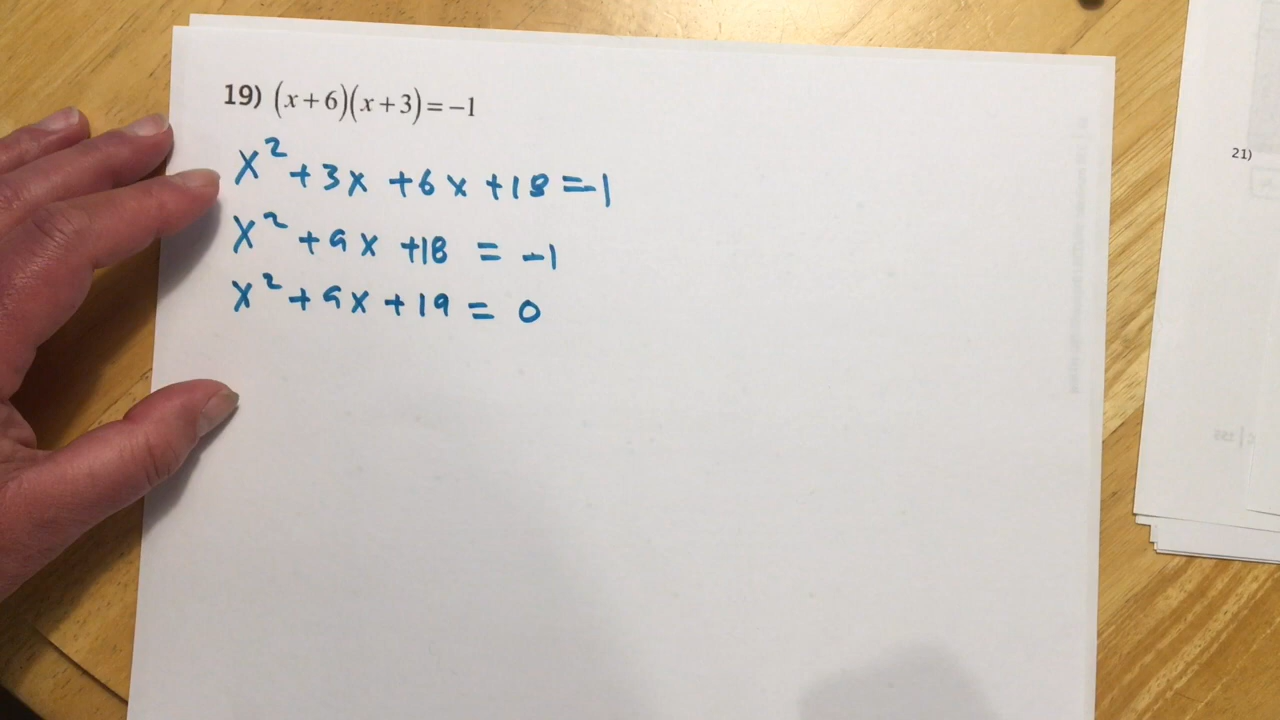 19) (x+6)(x+3)=−1
x² +3x +6x +18 =-1
x² +9x +18 = -1
x² +9x +19 = 0
21)